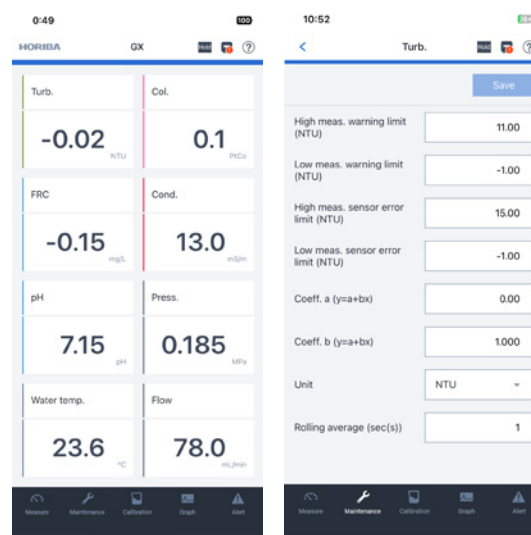 0:49
100
HORIBA
GX
Hold
Turb.
-0.02
NTU
Col.
0.1
PtCo
FRC
-0.15
mg/L
Cond.
13.0
mS/m
pH
7.15
pH
Press.
0.185
MPa
Water temp.
23.6
°C
Flow
78.0
mL/min
Measure
Maintenance
Calibration
Graph
Alert
10:52
Turb.
Hold
Save
High meas. warning limit
(NTU)
11.00
Low meas. warning limit
(NTU)
-1.00
High meas. sensor error
limit (NTU)
15.00
Low meas. sensor error
limit (NTU)
-1.00
Coeff. a (y=a+bx)
0.00
Coeff. b (y=a+bx)
1.000
Unit
NTU
Rolling average (sec(s))
1
Measure
Maintenance
Calibration
Graph
Alert